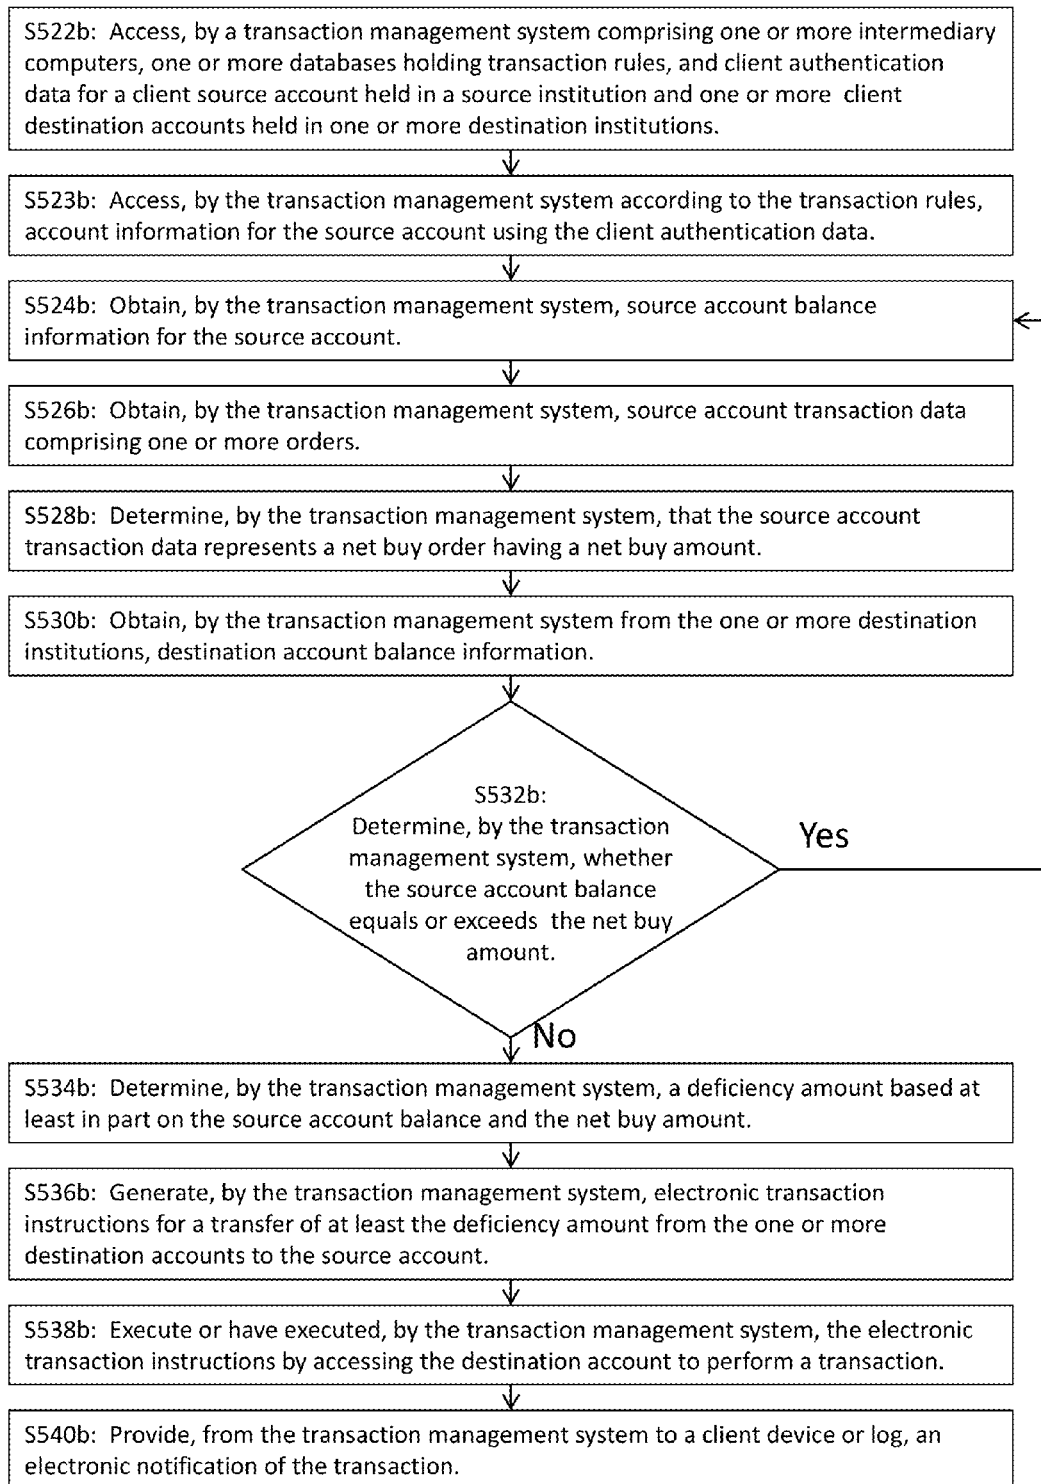 S522b: Access, by a transaction management system comprising one or more intermediary
computers, one or more databases holding transaction rules, and client authentication
data for a client source account held in a source institution and one or more client
destination accounts held in one or more destination institutions.
S523b: Access, by the transaction management system according to the transaction rules,
account information for the source account using the client authentication data.
S524b: Obtain, by the transaction management system, source account balance
information for the source account.
S526b: Obtain, by the transaction management system, source account transaction data
comprising one or more orders.
S528b: Determine, by the transaction management system, that the source account
transaction data represents a net buy order having a net buy amount.
S530b: Obtain, by the transaction management system from the one or more destination
institutions, destination account balance information.
S532b:
Determine, by the transaction
management system, whether
the source account balance
equals or exceeds the net buy
amount.
Yes
No
S534b: Determine, by the transaction management system, a deficiency amount based at
least in part on the source account balance and the net buy amount.
S536b: Generate, by the transaction management system, electronic transaction
instructions for a transfer of at least the deficiency amount from the one or more
destination accounts to the source account.
S538b: Execute or have executed, by the transaction management system, the electronic
transaction instructions by accessing the destination account to perform a transaction.
S540b: Provide, from the transaction management system to a client device or log, an
electronic notification of the transaction.